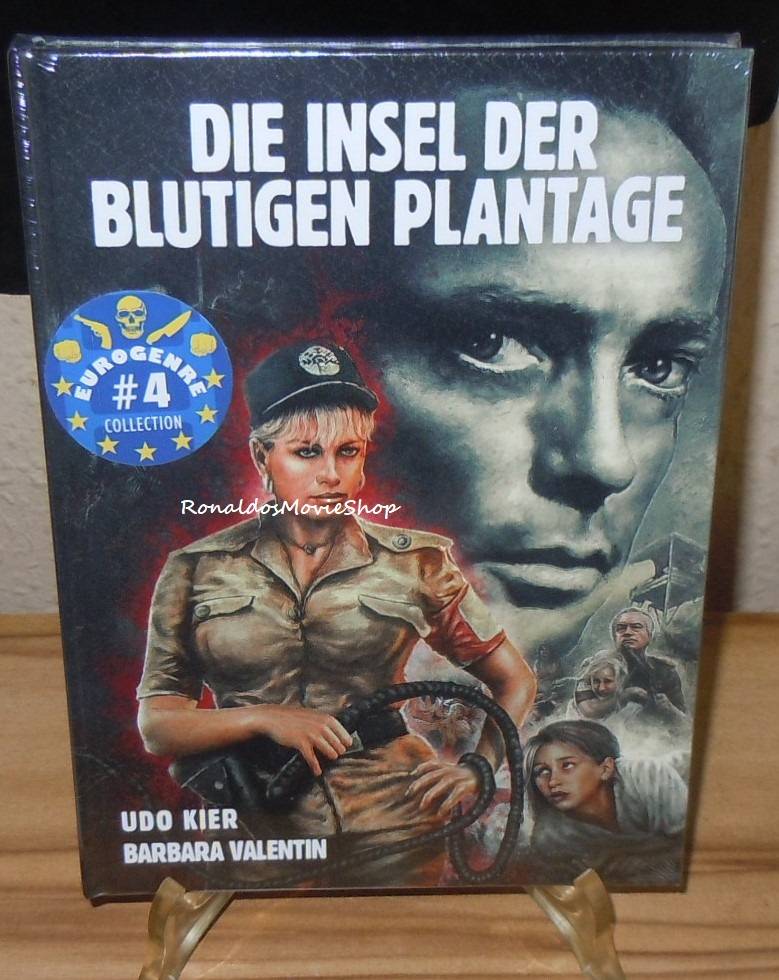 DIE INSEL DER
BLUTIGEN PLANTAGE
EUROGENRE
#4
COLLECTION
RonaldosMovieShop
UDO KIER
BARBARA VALENTIN